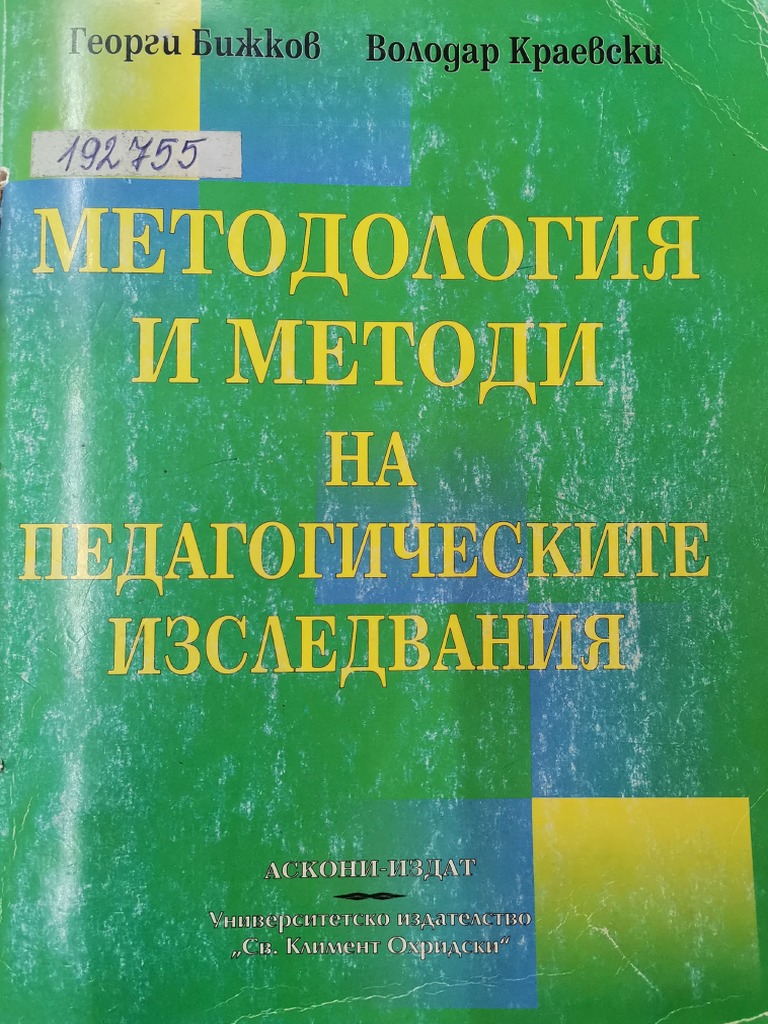 Георги Бижков Володар Краевски
192755
МЕТОДОЛОГИЯ
И МЕТОДИ
НА
ПЕДАГОГИЧЕСКИТЕ
ИЗСЛЕДВАНИЯ
АСКОНИ-ИЗДАТ
Университетско издателство
„Св. Климент Охридски“